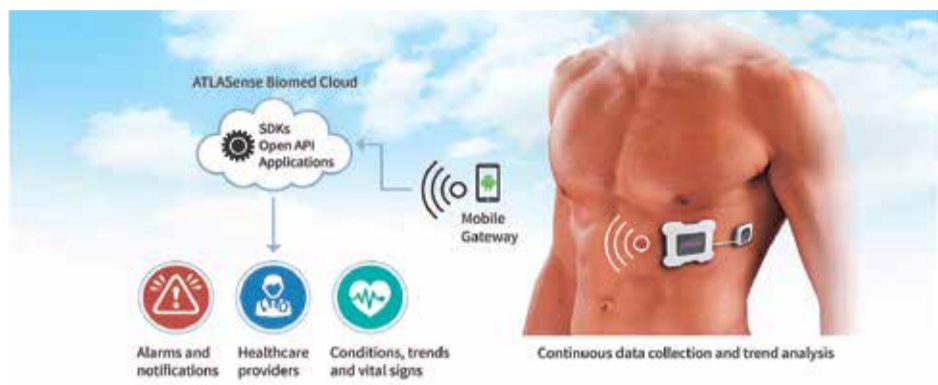 ATLASense Biomed Cloud
SDKs
Open API
Applications
Mobile
Gateway
Alarms and
notifications
Healthcare
providers
Conditions, trends
and vital signs
Continuous data collection and trend analysis